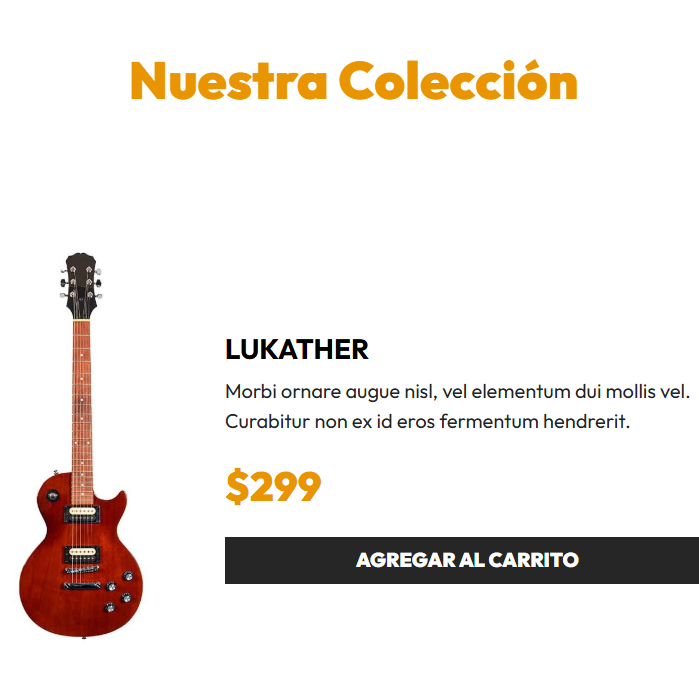 Nuestra Colección
LUKATHER
Morbi ornare augue nisl, vel elementum dui mollis vel.
Curabitur non ex id eros fermentum hendrerit.
$299
AGREGAR AL CARRITO